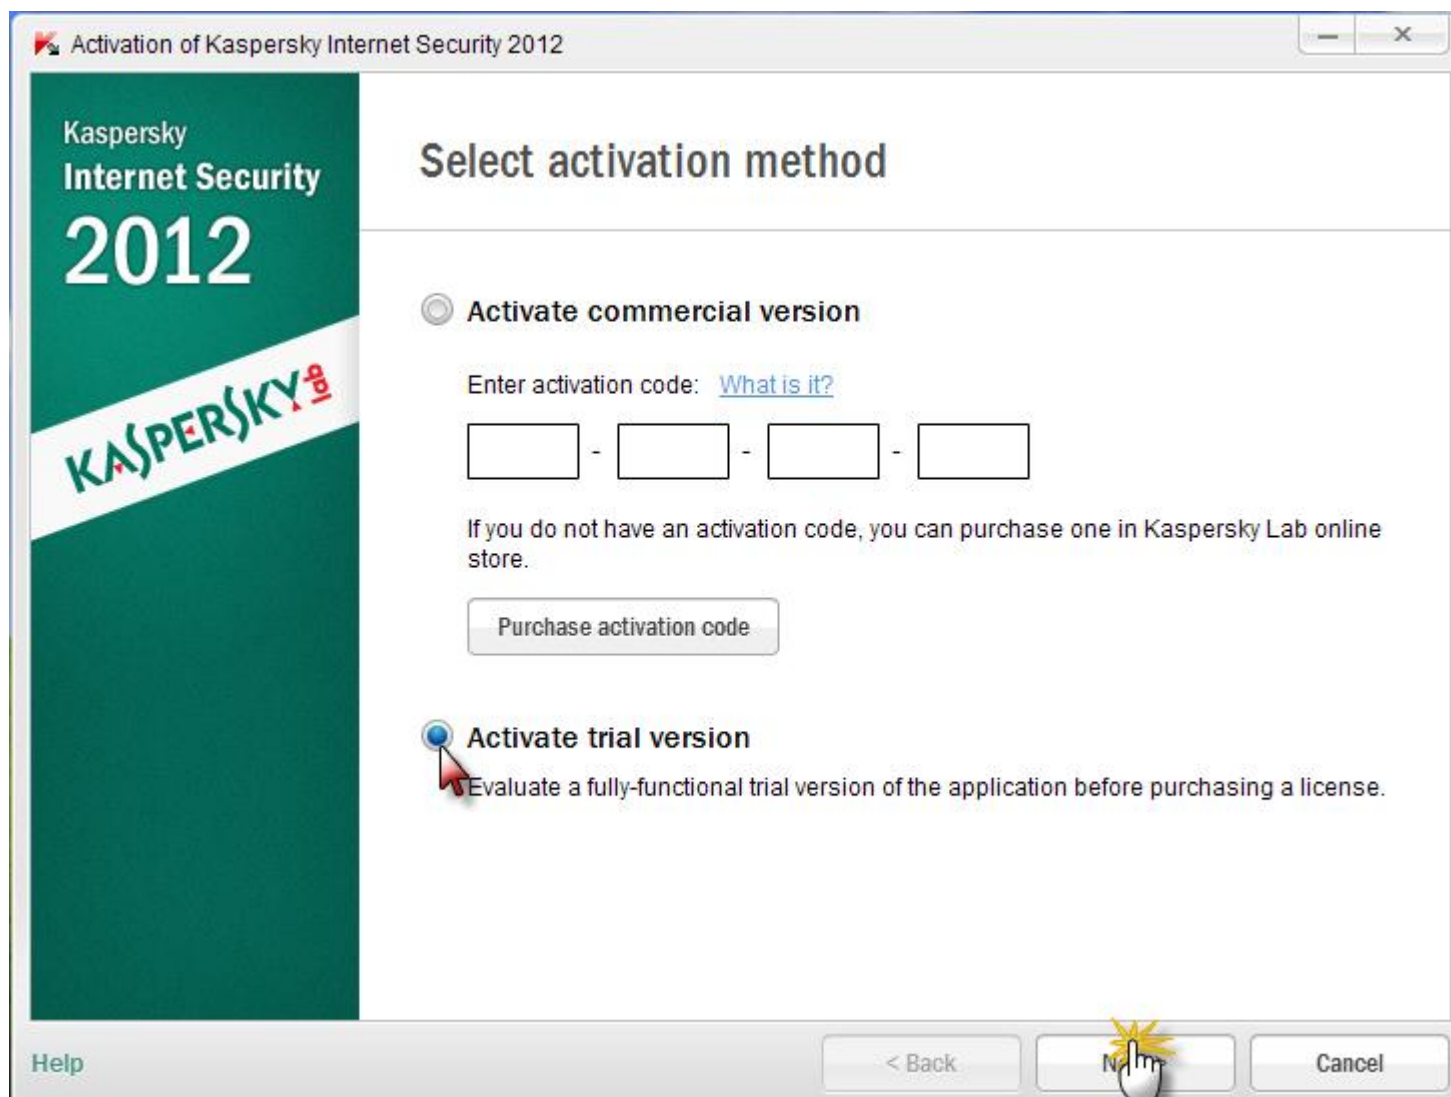 Activation of Kaspersky Internet Security 2012
Kaspersky
Internet Security
2012
KASPERSKY lab
Select activation method
Activate commercial version
Enter activation code: What is it?
- - -
If you do not have an activation code, you can purchase one in Kaspersky Lab online
store.
Purchase activation code
Activate trial version
Evaluate a fully-functional trial version of the application before purchasing a license.
Help
< Back
Cancel